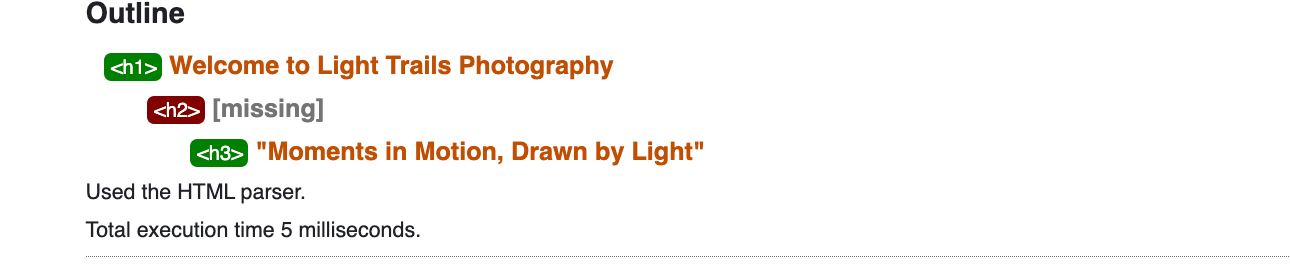 Outline
<h1> Welcome to Light Trails Photography
<h2> [missing]
<h3> "Moments in Motion, Drawn by Light"
Used the HTML parser.
Total execution time 5 milliseconds.